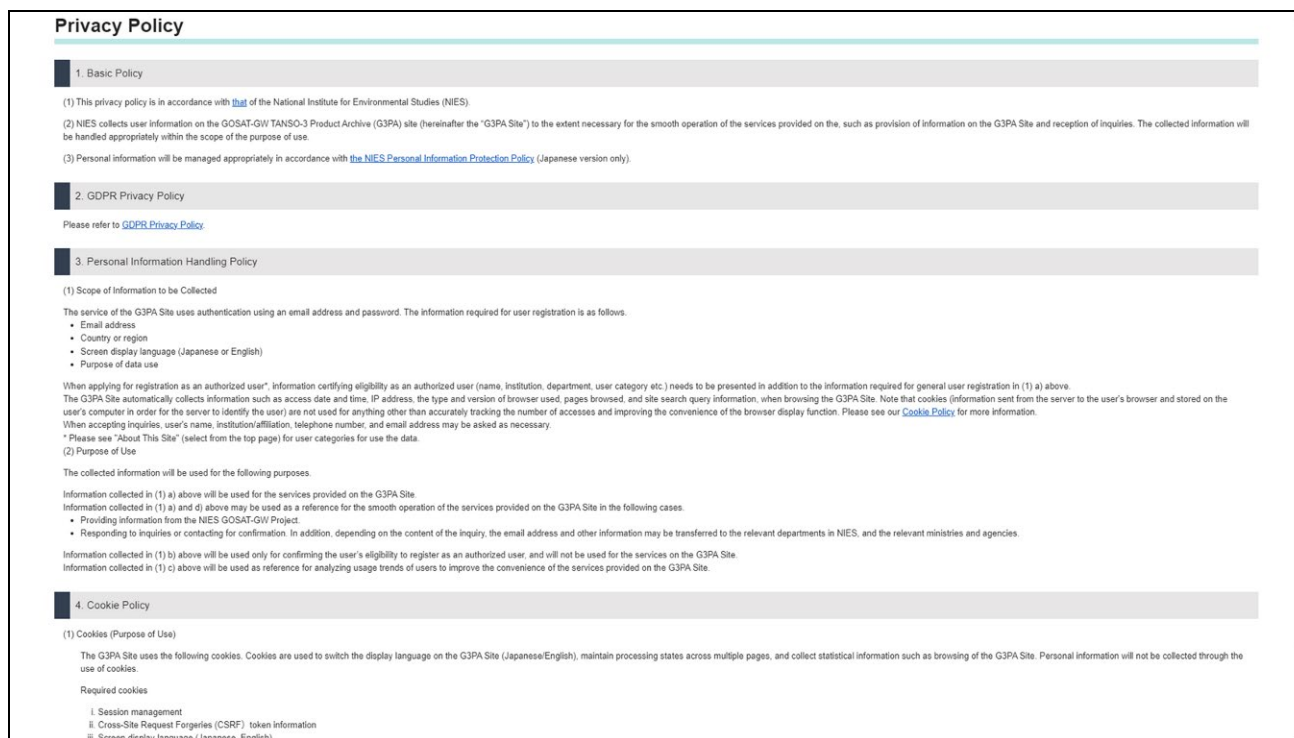 Privacy Policy
1. Basic Policy
(1) This privacy policy is in accordance with that of the National Institute for Environmental Studies (NIES).
(2) NIES collects user information on the GOSAT-GW TANSO-3 Product Archive (G3PA) site (hereinafter the “G3PA Site”) to the extent necessary for the smooth operation of the services provided on the, such as provision of information on the G3PA Site and reception of inquiries. The collected information will
be handled appropriately within the scope of the purpose of use.
(3) Personal information will be managed appropriately in accordance with the NIES Personal Information Protection Policy (Japanese version only).
2. GDPR Privacy Policy
Please refer to GDPR Privacy Policy.
3. Personal Information Handling Policy
(1) Scope of Information to be Collected
The service of the G3PA Site uses authentication using an email address and password. The information required for user registration is as follows.
• Email address
• Country or region
• Screen display language (Japanese or English)
• Purpose of data use
When applying for registration as an authorized user*, information certifying eligibility as an authorized user (name, institution, department, user category etc.) needs to be presented in addition to the information required for general user registration in (1) a) above.
The G3PA Site automatically collects information such as access date and time, IP address, the type and version of browser used, pages browsed, and site search query information, when browsing the G3PA Site. Note that cookies (information sent from the server to the user’s browser and stored on the
user’s computer in order for the server to identify the user) are not used for anything other than accurately tracking the number of accesses and improving the convenience of the browser display function. Please see our Cookie Policy for more information.
When accepting inquiries, user’s name, institution/affiliation, telephone number, and email address may be asked as necessary.
* Please see “About This Site” (select from the top page) for user categories for use the data.
(2) Purpose of Use
The collected information will be used for the following purposes.
Information collected in (1) a) above will be used for the services provided on the G3PA Site.
Information collected in (1) a) and d) above may be used as a reference for the smooth operation of the services provided on the G3PA Site in the following cases.
• Providing information from the NIES GOSAT-GW Project.
• Responding to inquiries or contacting for confirmation. In addition, depending on the content of the inquiry, the email address and other information may be transferred to the relevant departments in NIES, and the relevant ministries and agencies.
Information collected in (1) b) above will be used only for confirming the user’s eligibility to register as an authorized user, and will not be used for the services on the G3PA Site.
Information collected in (1) c) above will be used as reference for analyzing usage trends of users to improve the convenience of the services provided on the G3PA Site.
4. Cookie Policy
(1) Cookies (Purpose of Use)
The G3PA Site uses the following cookies. Cookies are used to switch the display language on the G3PA Site (Japanese/English), maintain processing states across multiple pages, and collect statistical information such as browsing of the G3PA Site. Personal information will not be collected through the
use of cookies.
Required cookies
i. Session management
ii. Cross-Site Request Forgeries (CSRF）token information
iii. Screen display language (Japanese, English)